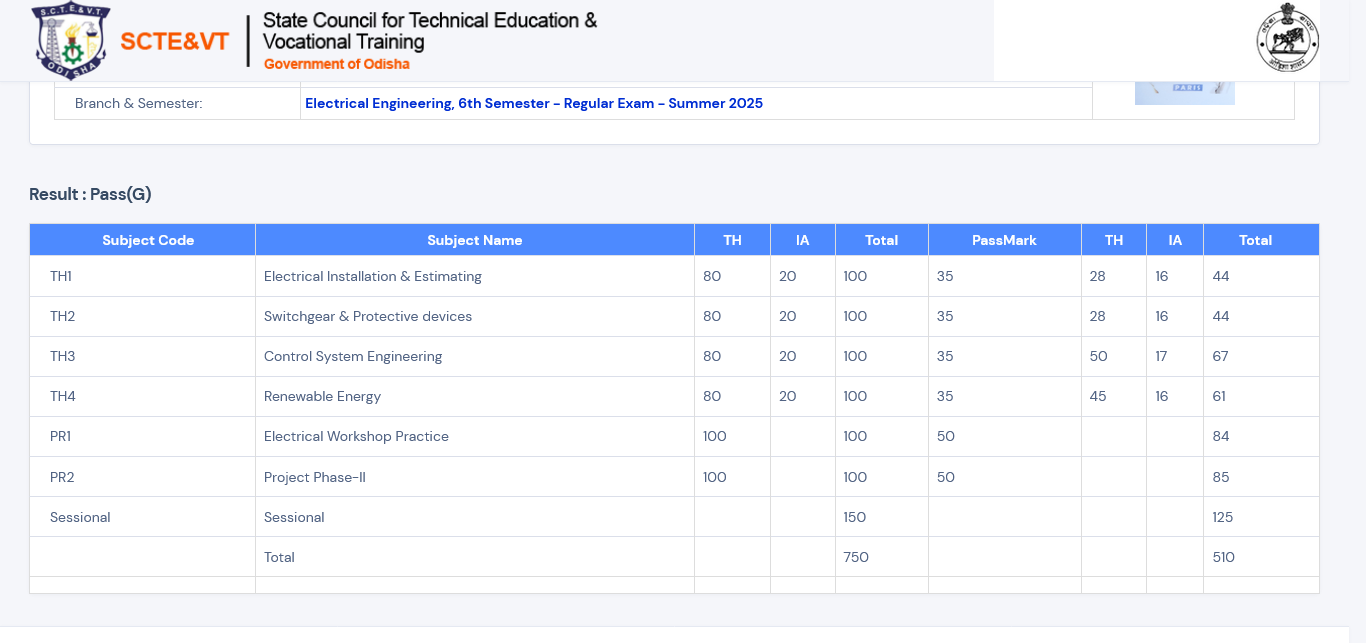 S.C.T.E.&V.T.
ODISHA
SCTE&VT
State Council for Technical Education &
Vocational Training
Government of Odisha
Branch & Semester: Electrical Engineering, 6th Semester - Regular Exam - Summer 2025
Result : Pass(G)
Subject Code Subject Name TH IA Total PassMark TH IA Total
TH1 Electrical Installation & Estimating 80 20 100 35 28 16 44
TH2 Switchgear & Protective devices 80 20 100 35 28 16 44
TH3 Control System Engineering 80 20 100 35 50 17 67
TH4 Renewable Energy 80 20 100 35 45 16 61
PR1 Electrical Workshop Practice 100 100 50 84
PR2 Project Phase-II 100 100 50 85
Sessional Sessional 150 125
Total 750 510